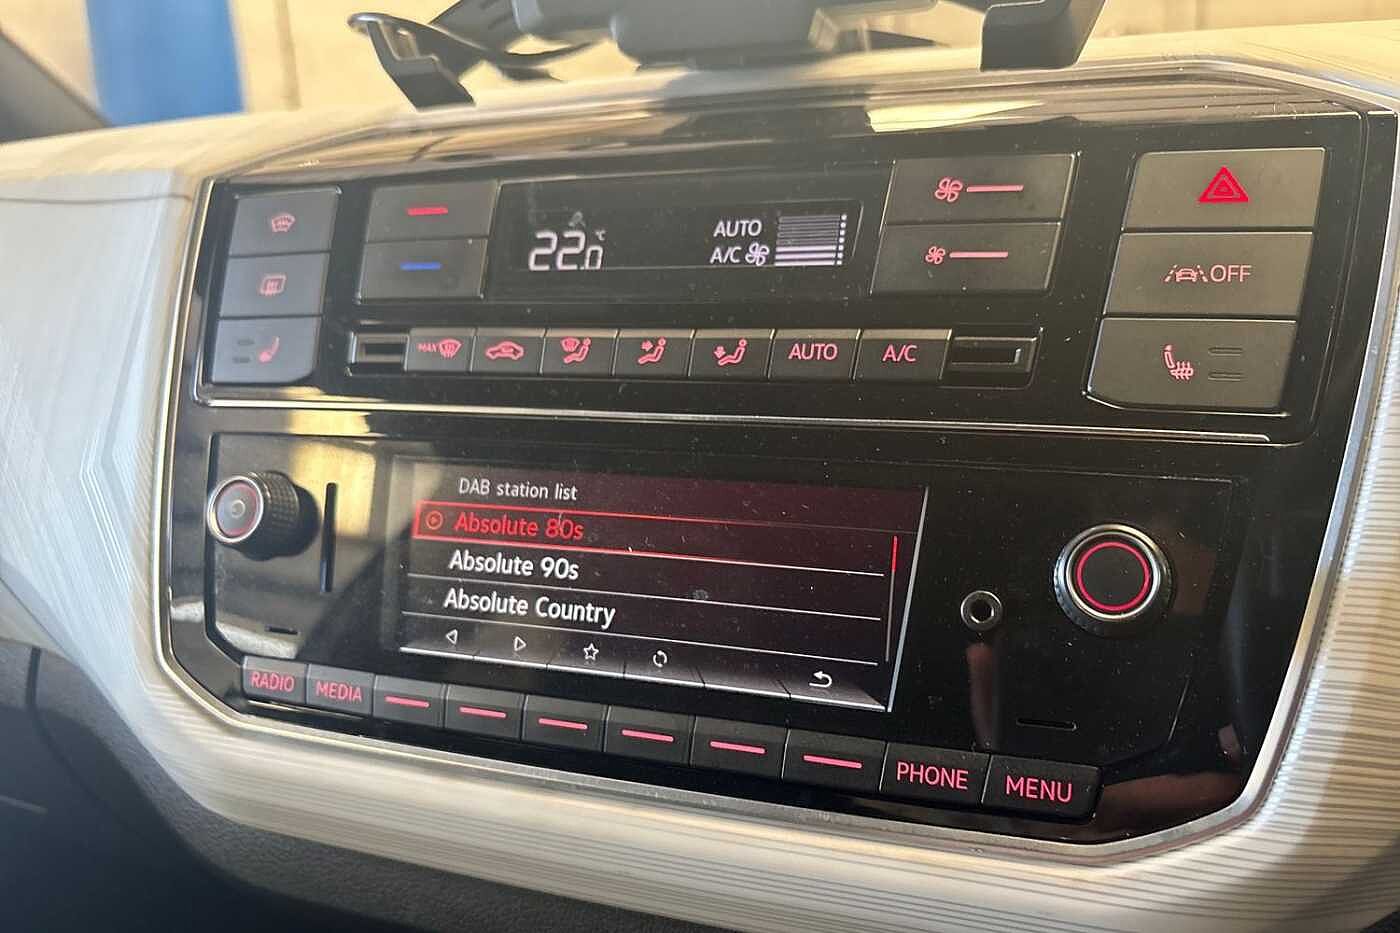 AUTO
22.0 °C
A/C
OFF
MAX
AUTO
A/C
DAB station list
Absolute 80s
Absolute 90s
Absolute Country
RADIO
MEDIA
PHONE
MENU